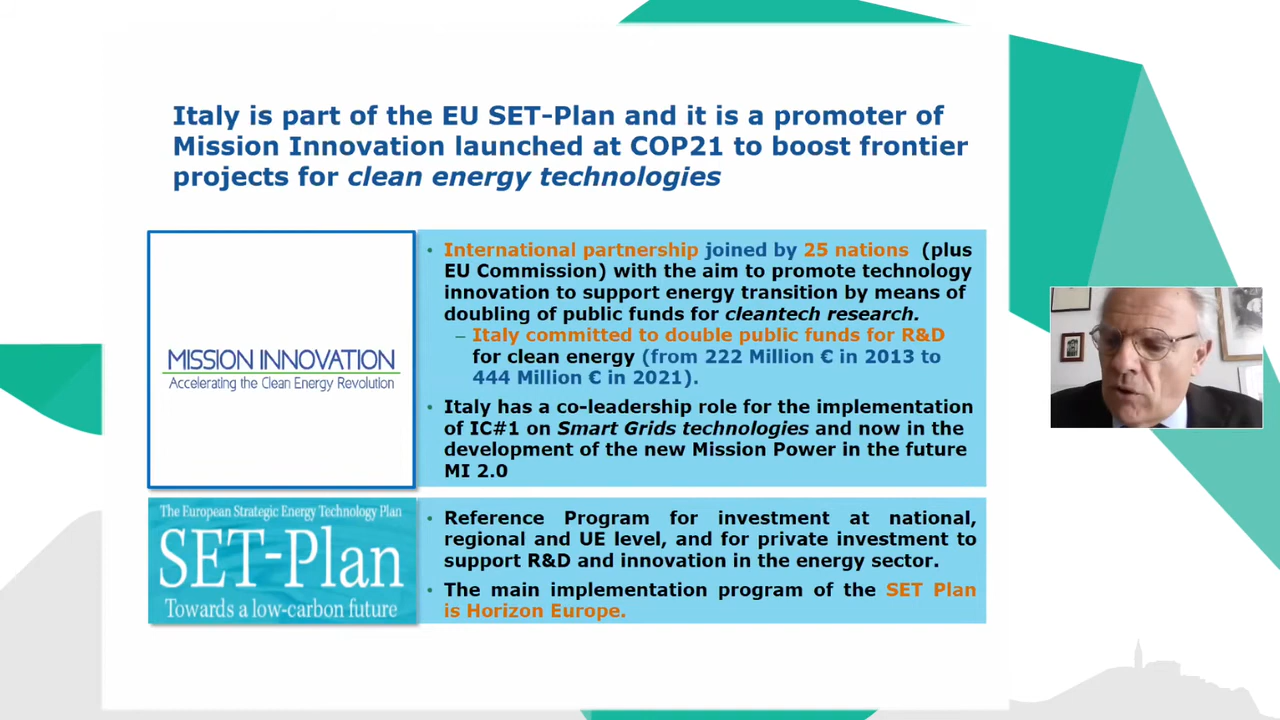 Italy is part of the EU SET-Plan and it is a promoter of
Mission Innovation launched at COP21 to boost frontier
projects for clean energy technologies
MISSION INNOVATION
Accelerating the Clean Energy Revolution
• International partnership joined by 25 nations (plus
EU Commission) with the aim to promote technology
innovation to support energy transition by means of
doubling of public funds for cleantech research.
– Italy committed to double public funds for R&D
for clean energy (from 222 Million € in 2013 to
444 Million € in 2021).
• Italy has a co-leadership role for the implementation
of IC#1 on Smart Grids technologies and now in the
development of the new Mission Power in the future
MI 2.0
The European Strategic Energy Technology Plan
SET-Plan
Towards a low-carbon future
• Reference Program for investment at national,
regional and UE level, and for private investment to
support R&D and innovation in the energy sector.
• The main implementation program of the SET Plan
is Horizon Europe.